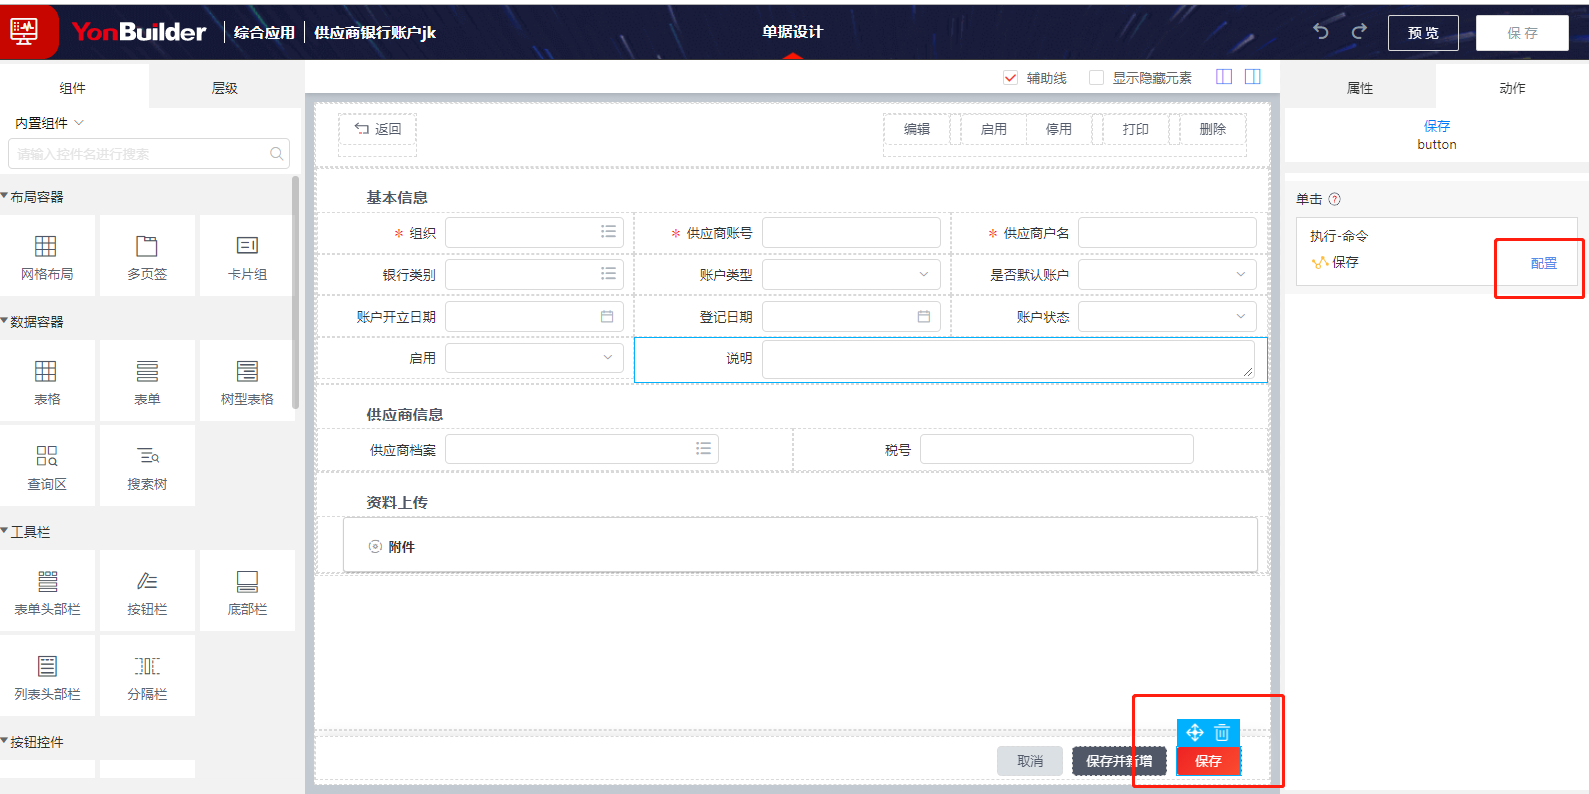 YonBuilder 综合应用 供应商银行账户jk
单据设计
预览 保存
组件 层级
内置组件
请输入控件名进行搜索
布局容器
网格布局 多页签 卡片组
数据容器
表格 表单 树型表格
查询区 搜索树
工具栏
表单头部栏 按钮栏 底部栏
列表头部栏 分隔栏
按钮控件
辅助线 显示隐藏元素
返回 编辑 启用 停用 打印 删除
基本信息
* 组织 * 供应商账号 * 供应商户名
银行类别 账户类型 是否默认账户
账户开立日期 登记日期 账户状态
启用 说明
供应商信息
供应商档案 税号
资料上传
附件
取消 保存并新增 保存
属性 动作
保存
button
单击 ?
执行-命令
保存 配置